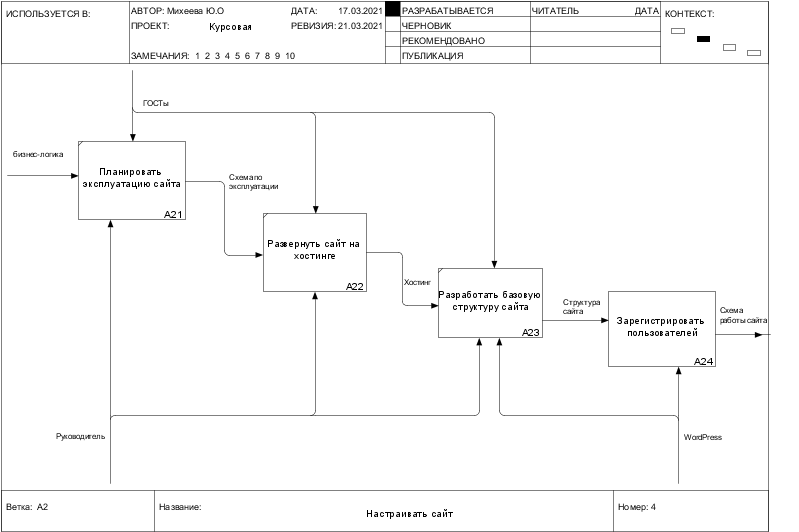 ИСПОЛЬЗУЕТСЯ В:
АВТОР: Михеева Ю.О
ДАТА: 17.03.2021
РАЗРАБАТЫВАЕТСЯ
ЧИТАТЕЛЬ
ДАТА
КОНТЕКСТ:
ПРОЕКТ: Курсовая
РЕВИЗИЯ: 21.03.2021
ЧЕРНОВИК
РЕКОМЕНДОВАНО
ЗАМЕЧАНИЯ: 1 2 3 4 5 6 7 8 9 10
ПУБЛИКАЦИЯ
ГОСТы
бизнес-логика
Планировать
эксплуатацию сайта
A21
Схема по
эксплуатации
Развернуть сайт на
хостинге
A22
Хостинг
Разработать базовую
структуру сайта
A23
Структура
сайта
Зарегистрировать
пользователей
A24
Схема
работы сайта
Руководитель
WordPress
Ветка: A2
Название:
Настраивать сайт
Номер: 4